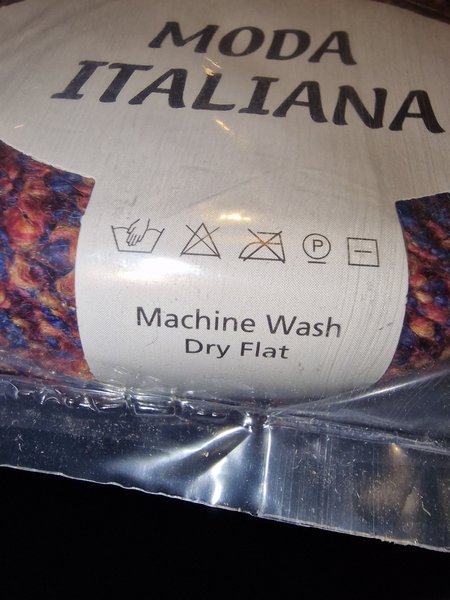 MODA
ITALIANA
P
Machine Wash
Dry Flat